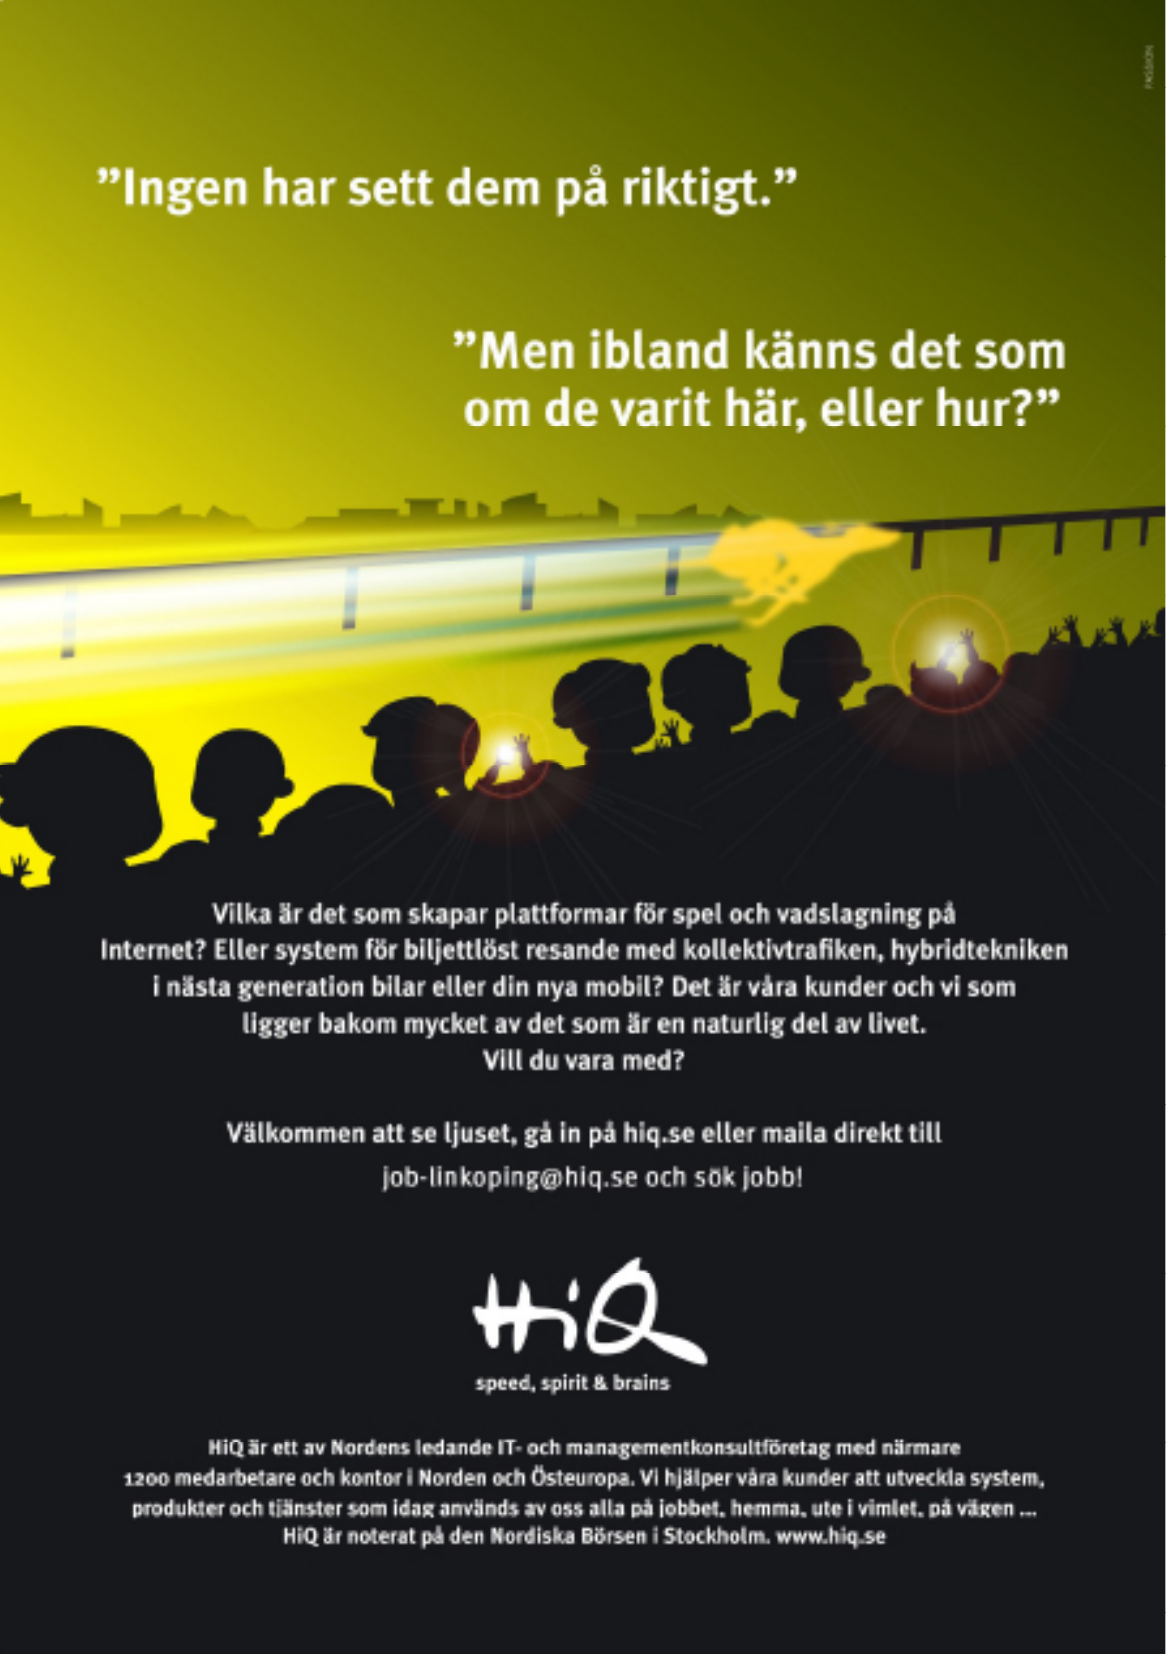 PASSION
”Ingen har sett dem på riktigt.”
”Men ibland känns det som
om de varit här, eller hur?”
Vilka är det som skapar plattformar för spel och vadslagning på
Internet? Eller system för biljettlöst resande med kollektivtrafiken, hybridtekniken
i nästa generation bilar eller din nya mobil? Det är våra kunder och vi som
ligger bakom mycket av det som är en naturlig del av livet.
Vill du vara med?
Välkommen att se ljuset, gå in på hiq.se eller maila direkt till
job-linkoping@hiq.se och sök jobb!
HiQ
speed, spirit & brains
HiQ är ett av Nordens ledande IT- och managementkonsultföretag med närmare
1200 medarbetare och kontor i Norden och Östeuropa. Vi hjälper våra kunder att utveckla system,
produkter och tjänster som idag används av oss alla på jobbet, hemma, ute i vimlet, på vägen ...
HiQ är noterat på den Nordiska Börsen i Stockholm. www.hiq.se